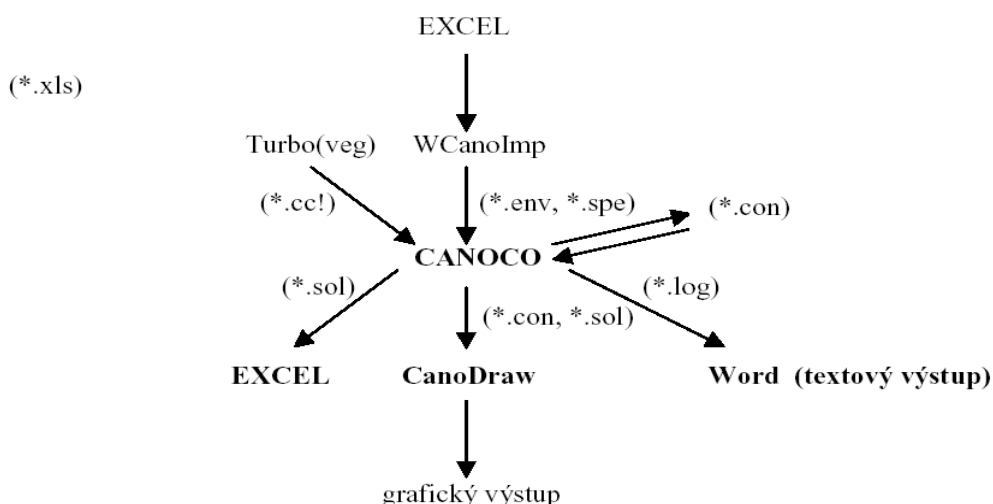 EXCEL
(*.xls)
Turbo(veg) WCanoImp
(*.cc!) (*.env, *.spe) (*.con)
CANOCO
(*.sol) (*.con, *.sol) (*.log)
EXCEL CanoDraw Word (textový výstup)
grafický výstup